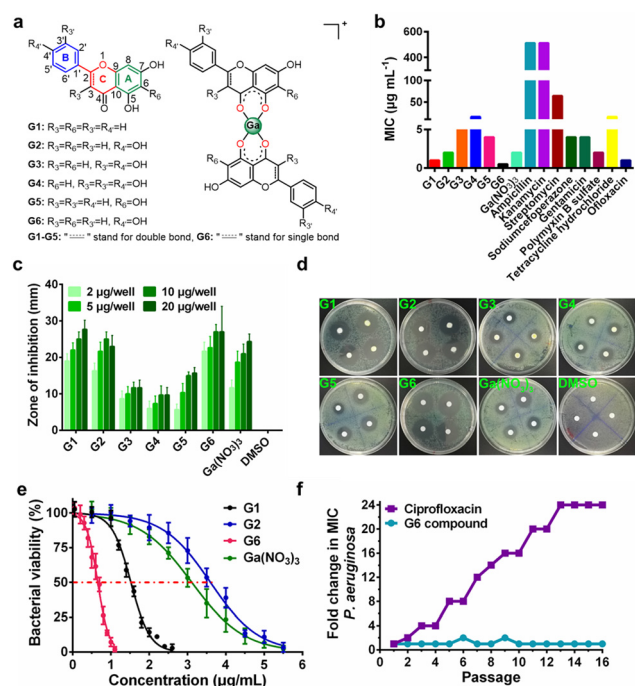 a
R₃'
R₄'
3'
2'
4'
B
5'
6'
1'
O
1
9
8
7
OH
2
C
A
3
10
6
R₃
4
5
R₆
O
OH
G1: R₃=R₆=R₃'=R₄'=H
G2: R₃=R₆=R₃'=H, R₄'=OH
G3: R₃=R₆=H, R₃'=R₄'=OH
G4: R₆=H, R₃=R₃'=R₄'=OH
G5: R₃=R₃'=R₄'=H, R₆=OH
G6: R₃=R₆=R₃'=H, R₄'=OH
G1-G5: " " stand for double bond, G6: " " stand for single bond
+
R₃'
R₄'
O
OH
R₃
R₆
O
O
Ga
O
O
R₆
R₃
HO
O
R₄'
R₃'
b
MIC (µg mL⁻¹)
500
250
100
50
5
0
G1
G2
G3
G4
G5
G6
Ga(NO₃)₃
Ampicillin
Kanamycin
Streptomycin
Sodiumcefoperazone
Gentamicin
Polymyxin B sulfate
Tetracycline hydrochloride
Ofloxacin
c
Zone of inhibition (mm)
40
30
20
10
0
2 µg/well
10 µg/well
5 µg/well
20 µg/well
G1
G2
G3
G4
G5
G6
Ga(NO₃)₃
DMSO
d
G1
G2
G3
G4
G5
G6
Ga(NO₃)₃
DMSO
e
Bacterial viability (%)
100
75
50
25
0
G1
G2
G6
Ga(NO₃)₃
0
1
2
3
4
5
6
Concentration (µg/mL)
f
Fold change in MIC
P. aeruginosa
24
20
16
12
8
4
0
Ciprofloxacin
G6 compound
0
2
4
6
8
10
12
14
16
Passage